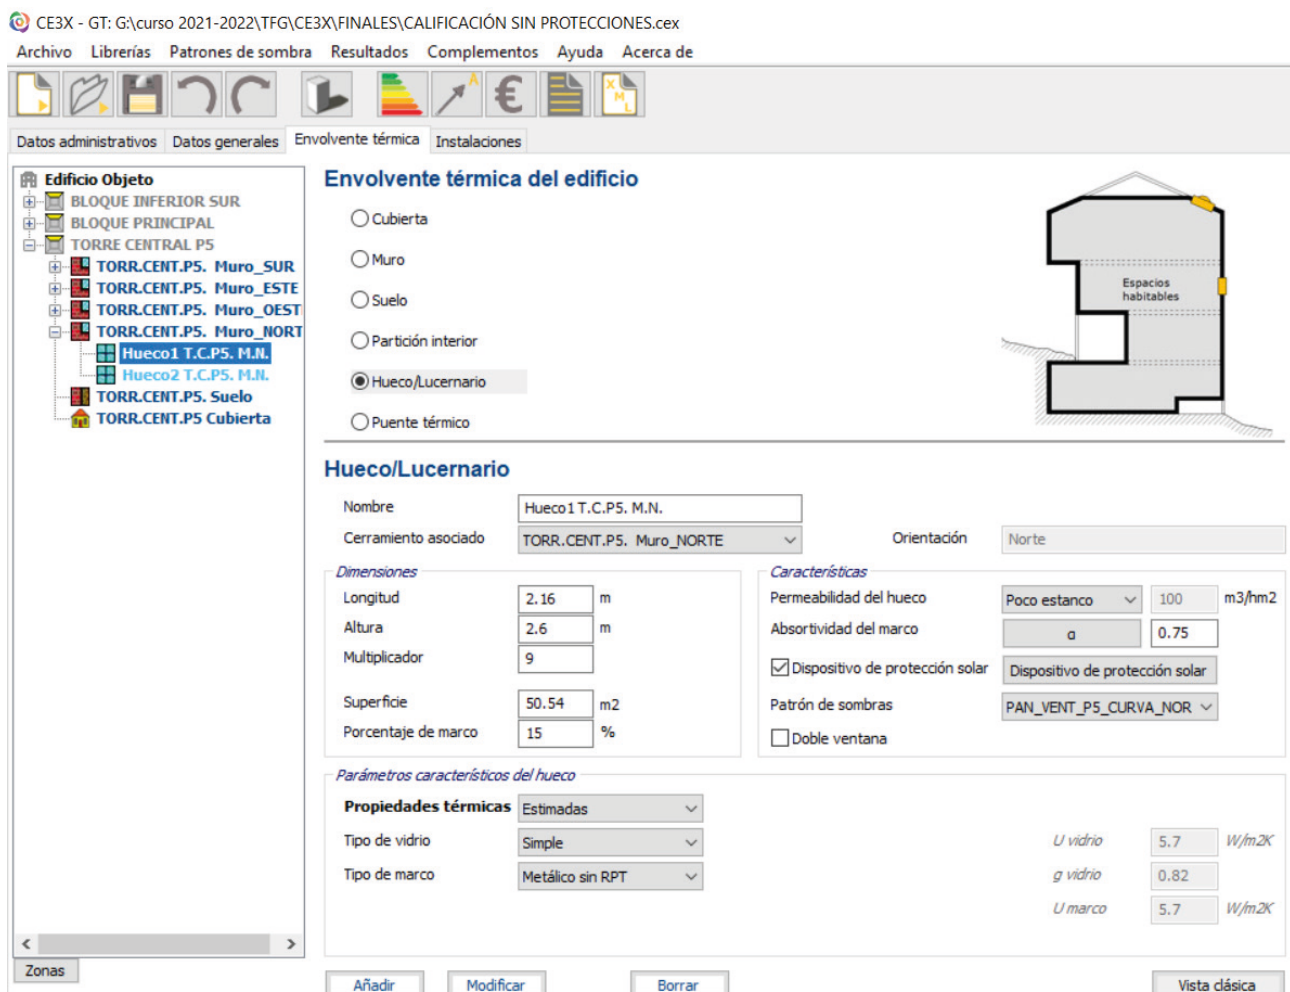 CE3X - GT: G:\curso 2021-2022\TFG\CE3X\FINALES\CALIFICACIÓN SIN PROTECCIONES.cex
Archivo Librerías Patrones de sombra Resultados Complementos Ayuda Acerca de
A € X M L
Datos administrativos Datos generales Envolvente térmica Instalaciones
Edificio Objeto
BLOQUE INFERIOR SUR
BLOQUE PRINCIPAL
TORRE CENTRAL P5
TORR.CENT.P5. Muro_SUR
TORR.CENT.P5. Muro_ESTE
TORR.CENT.P5. Muro_OEST
TORR.CENT.P5. Muro_NORT
Hueco1 T.C.P5. M.N.
Hueco2 T.C.P5. M.N.
TORR.CENT.P5. Suelo
TORR.CENT.P5 Cubierta
Zonas
Envolvente térmica del edificio
Cubierta
Muro
Suelo
Partición interior
Hueco/Lucernario
Puente térmico
Espacios
habitables
Hueco/Lucernario
Nombre Hueco1 T.C.P5. M.N.
Cerramiento asociado TORR.CENT.P5. Muro_NORTE Orientación Norte
Dimensiones
Longitud 2.16 m
Altura 2.6 m
Multiplicador 9
Superficie 50.54 m2
Porcentaje de marco 15 %
Características
Permeabilidad del hueco Poco estanco 100 m3/hm2
Absortividad del marco α 0.75
Dispositivo de protección solar Dispositivo de protección solar
Patrón de sombras PAN_VENT_P5_CURVA_NOR
Doble ventana
Parámetros característicos del hueco
Propiedades térmicas Estimadas
Tipo de vidrio Simple U vidrio 5.7 W/m2K
Tipo de marco Metálico sin RPT g vidrio 0.82
U marco 5.7 W/m2K
Añadir Modificar Borrar Vista clásica